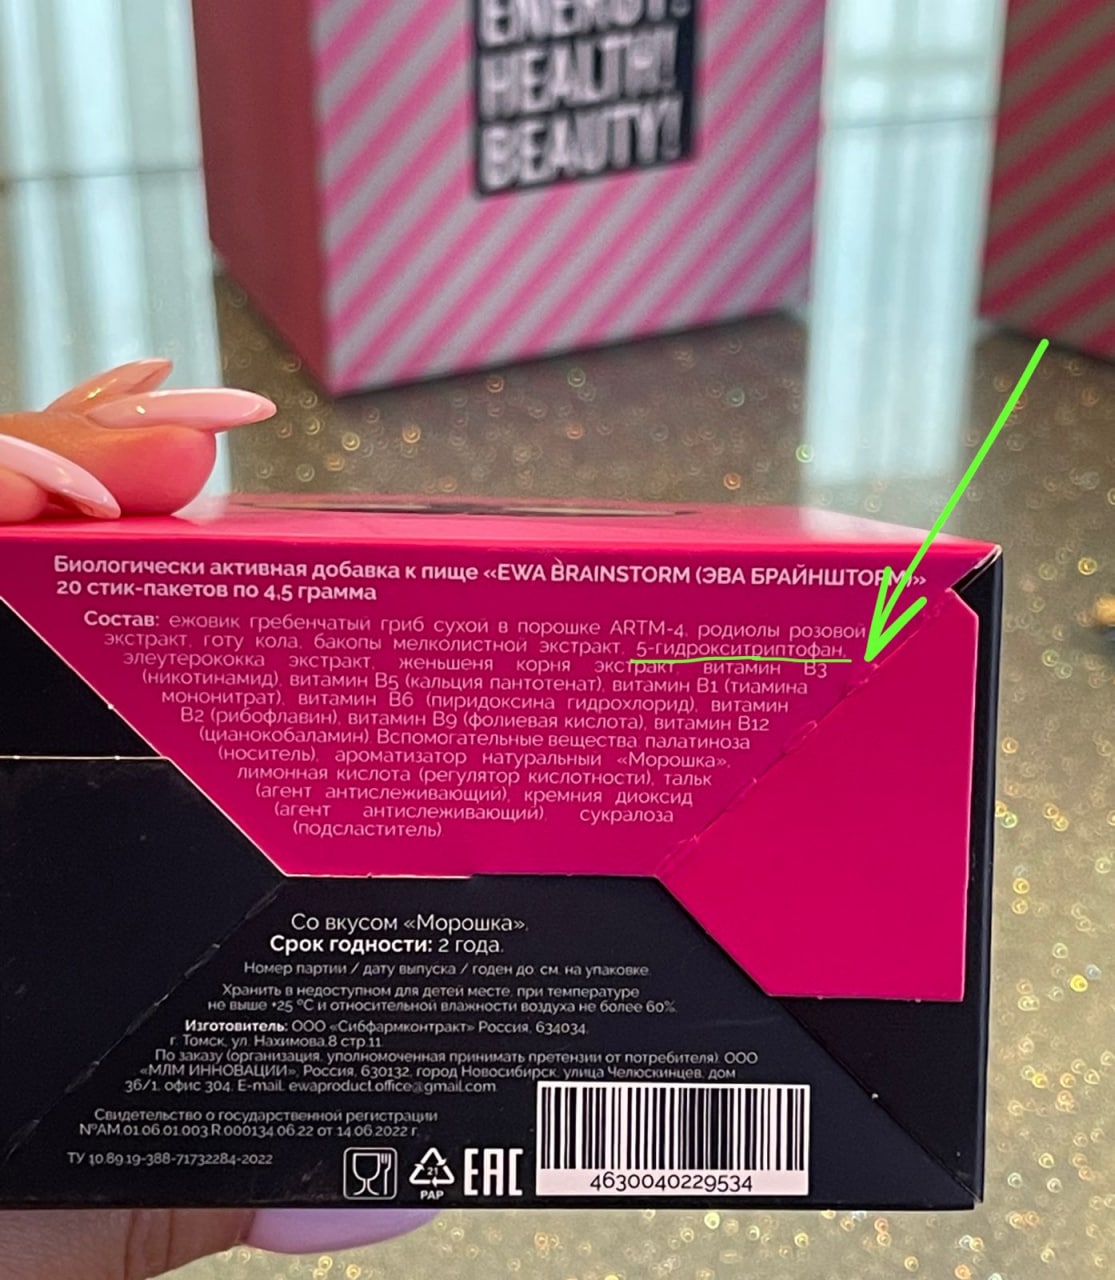 ENERGY!
HEALTH!
BEAUTY!
Биологически активная добавка к пище «EWA BRAINSTORM (ЭВА БРАЙНШТОРМ)»
20 стик-пакетов по 4,5 грамма
Состав: ежовик гребенчатый гриб сухой в порошке ARTM-4, родиолы розовой
экстракт, готу кола, бакопы мелколистной экстракт, 5-гидрокситриптофан,
элеутерококка экстракт, женьшеня корня экстракт, витамин B3
(никотинамид), витамин B5 (кальция пантотенат), витамин B1 (тиамина
мононитрат), витамин B6 (пиридоксина гидрохлорид), витамин
B2 (рибофлавин), витамин B9 (фолиевая кислота), витамин B12
(цианокобаламин). Вспомогательные вещества: палатиноза
(носитель), ароматизатор натуральный «Морошка»,
лимонная кислота (регулятор кислотности), тальк
(агент антислеживающий), кремния диоксид
(агент антислеживающий), сукралоза
(подсластитель).
Со вкусом «Морошка».
Срок годности: 2 года.
Номер партии / дату выпуска / годен до: см. на упаковке.
Хранить в недоступном для детей месте, при температуре
не выше +25 °С и относительной влажности воздуха не более 60%.
Изготовитель: ООО «Сибфармконтракт» Россия, 634034,
г. Томск, ул. Нахимова,8 стр.11.
По заказу (организация, уполномоченная принимать претензии от потребителя): ООО
«МЛМ ИННОВАЦИИ», Россия, 630132, город Новосибирск, улица Челюскинцев, дом
36/1, офис 304. E-mail: ewaproduct.office@gmail.com
Свидетельство о государственной регистрации
№AM.01.06.01.003.R.000134.06.22 от 14.06.2022 г.
ТУ 10.89.19-388-71732284-2022
21
PAP
EAC
4630040229534